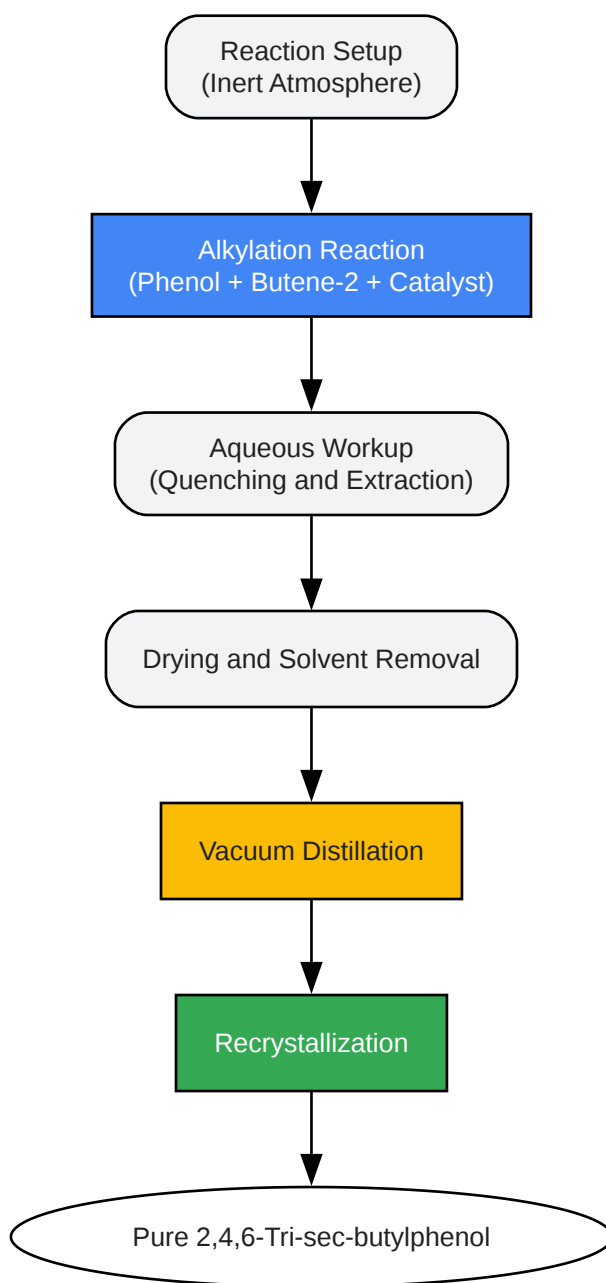 Reaction Setup
(Inert Atmosphere)
Alkylation Reaction
(Phenol + Butene-2 + Catalyst)
Aqueous Workup
(Quenching and Extraction)
Drying and Solvent Removal
Vacuum Distillation
Recrystallization
Pure 2,4,6-Tri-sec-butylphenol